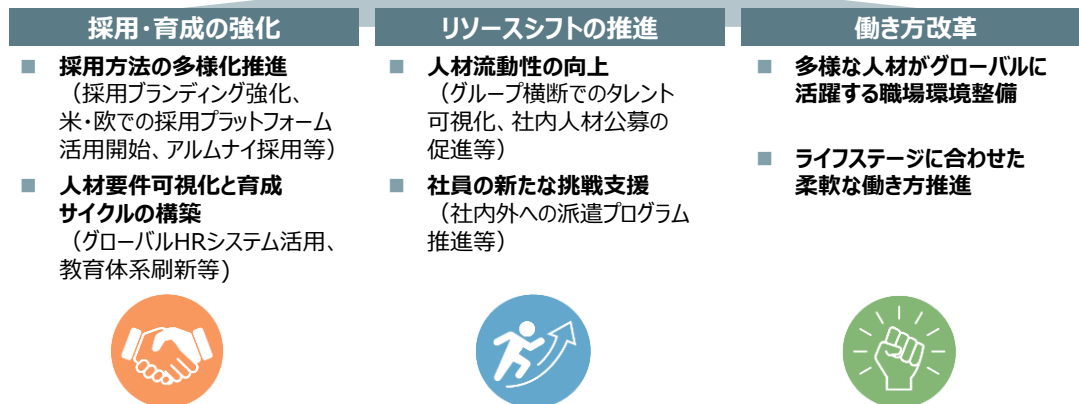 採用・育成の強化
■ 採用方法の多様化推進
（採用ブランディング強化、
米・欧での採用プラットフォーム
活用開始、アルムナイ採用等）
■ 人材要件可視化と育成
サイクルの構築
（グローバルHRシステム活用、
教育体系刷新等)
リソースシフトの推進
■ 人材流動性の向上
（グループ横断でのタレント
可視化、社内人材公募の
促進等）
■ 社員の新たな挑戦支援
（社内外への派遣プログラム
推進等）
働き方改革
■ 多様な人材がグローバルに
活躍する職場環境整備
■ ライフステージに合わせた
柔軟な働き方推進